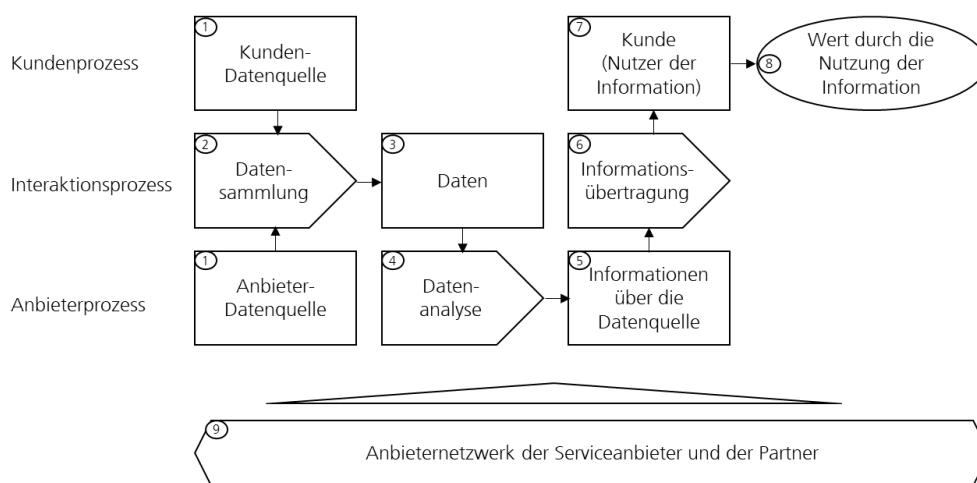 Kundenprozess
1
Kunden-
Datenquelle
7
Kunde
(Nutzer der
Information)
8
Wert durch die
Nutzung der
Information
Interaktionsprozess
2
Daten-
sammlung
3
Daten
6
Informations-
übertragung
Anbieterprozess
1
Anbieter-
Datenquelle
4
Daten-
analyse
5
Informationen
über die
Datenquelle
9
Anbieternetzwerk der Serviceanbieter und der Partner